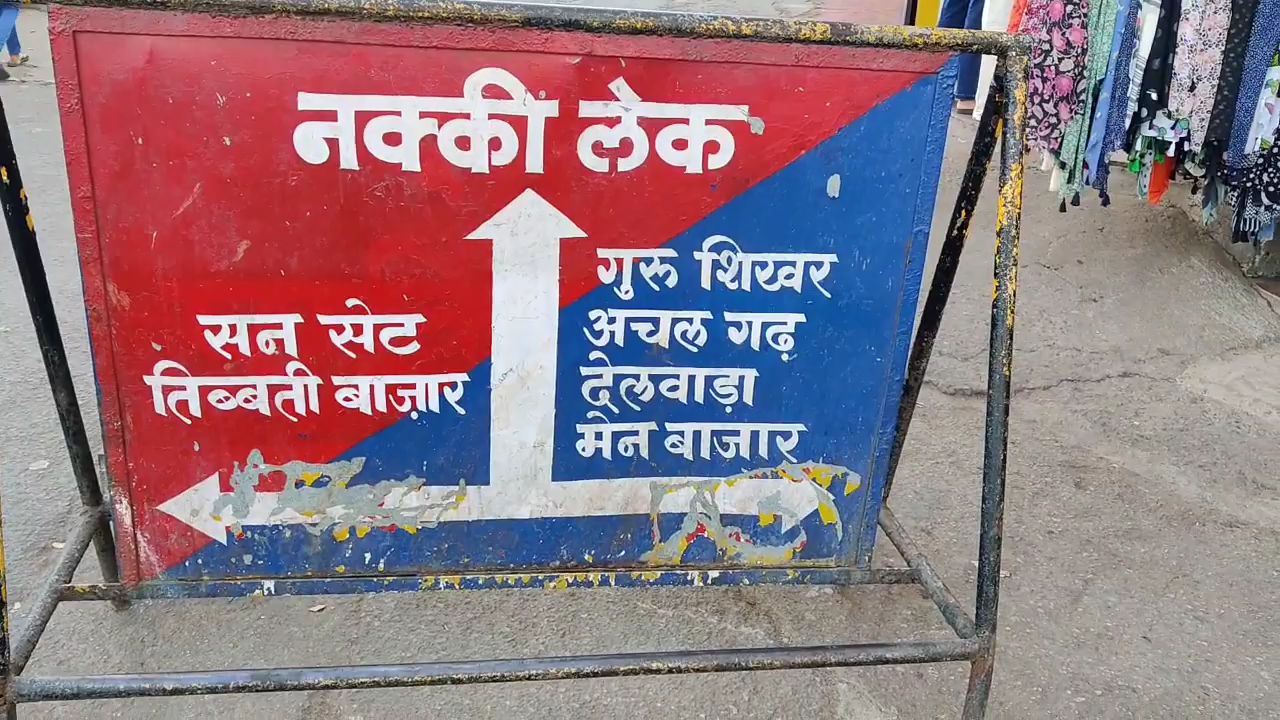 नक्की लेक
सन सेट
तिब्बती बाज़ार
गुरू शिखर
अचल गढ़
देलवाड़ा
मेन बाजार